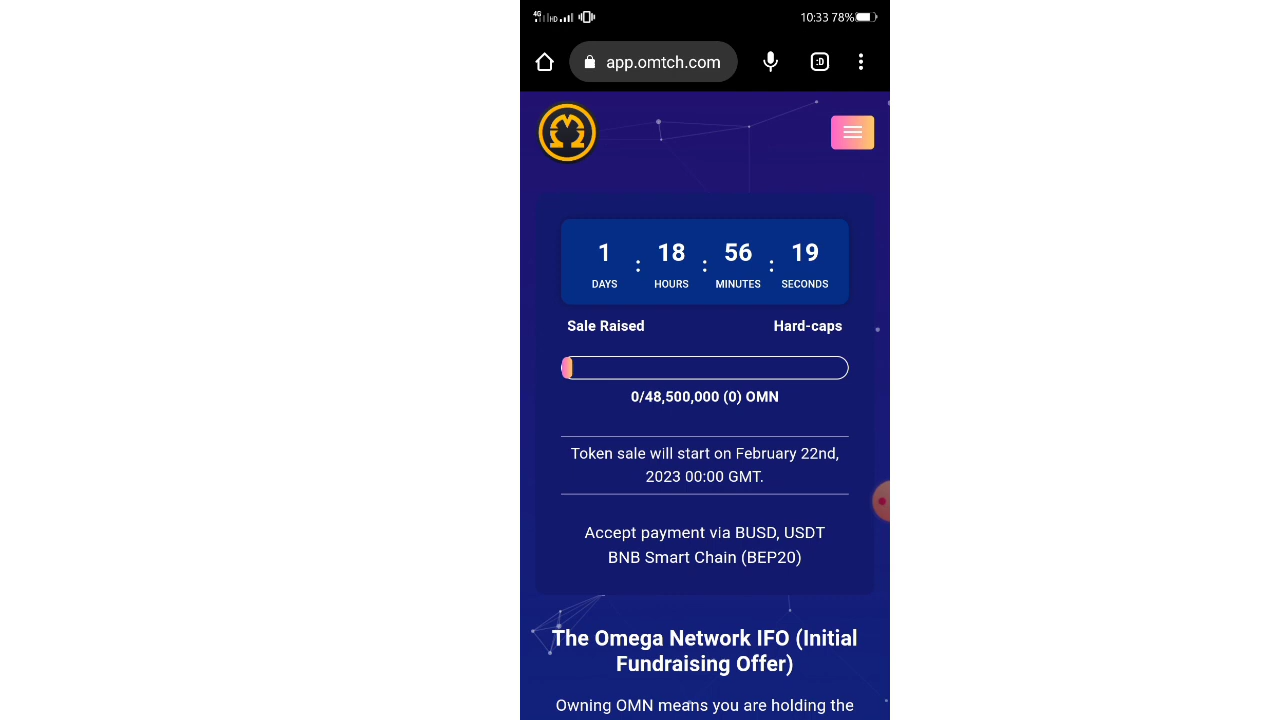 4G HD 10:33 78%
app.omtch.com :D
1 : 18 : 56 : 19
DAYS HOURS MINUTES SECONDS
Sale Raised Hard-caps
0/48,500,000 (0) OMN
Token sale will start on February 22nd,
2023 00:00 GMT.
Accept payment via BUSD, USDT
BNB Smart Chain (BEP20)
The Omega Network IFO (Initial
Fundraising Offer)
Owning OMN means you are holding the